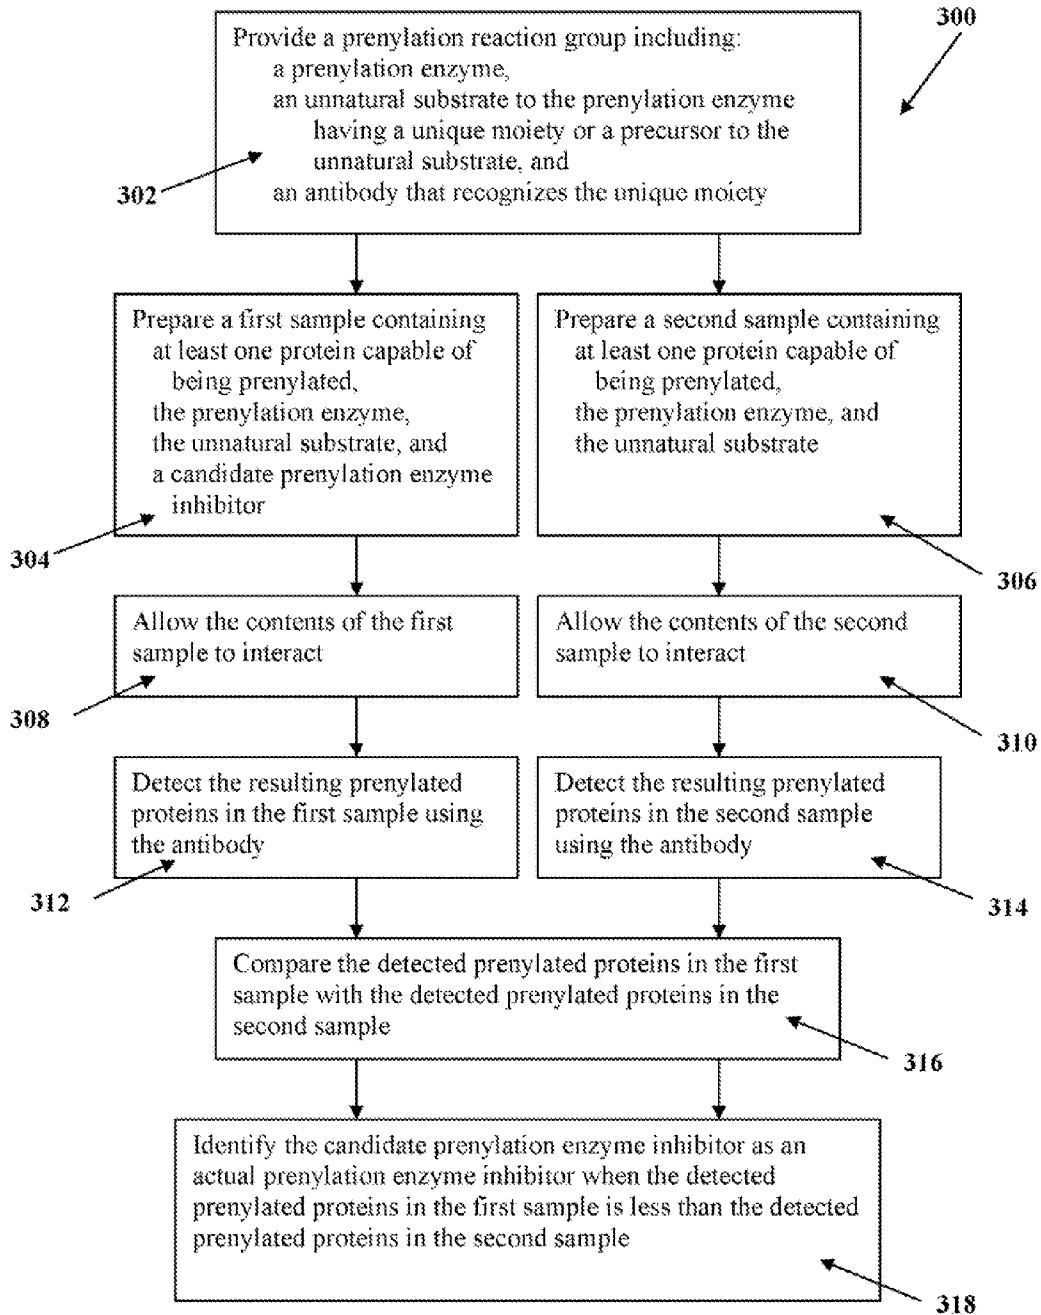 300
Provide a prenylation reaction group including:
a prenylation enzyme,
an unnatural substrate to the prenylation enzyme
having a unique moiety or a precursor to the
unnatural substrate, and
an antibody that recognizes the unique moiety
302
Prepare a first sample containing
at least one protein capable of
being prenylated,
the prenylation enzyme,
the unnatural substrate, and
a candidate prenylation enzyme
inhibitor
304
Prepare a second sample containing
at least one protein capable of
being prenylated,
the prenylation enzyme, and
the unnatural substrate
306
Allow the contents of the first
sample to interact
308
Allow the contents of the second
sample to interact
310
Detect the resulting prenylated
proteins in the first sample using
the antibody
312
Detect the resulting prenylated
proteins in the second sample
using the antibody
314
Compare the detected prenylated proteins in the first
sample with the detected prenylated proteins in the
second sample
316
Identify the candidate prenylation enzyme inhibitor as an
actual prenylation enzyme inhibitor when the detected
prenylated proteins in the first sample is less than the detected
prenylated proteins in the second sample
318